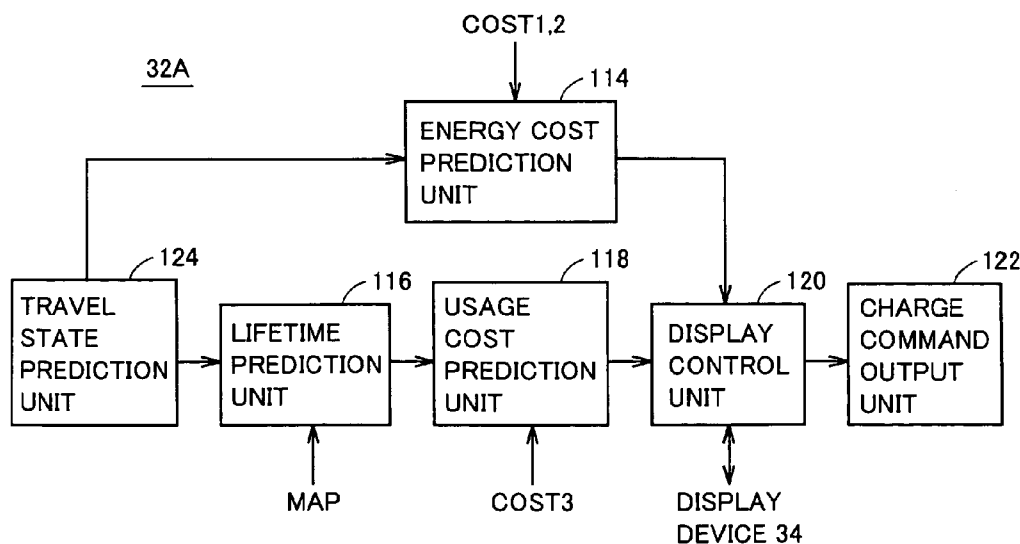 COST1,2
32A
114
ENERGY COST
PREDICTION
UNIT
124
TRAVEL
STATE
PREDICTION
UNIT
116
LIFETIME
PREDICTION
UNIT
118
USAGE
COST
PREDICTION
UNIT
120
DISPLAY
CONTROL
UNIT
122
CHARGE
COMMAND
OUTPUT
UNIT
MAP
COST3
DISPLAY
DEVICE 34